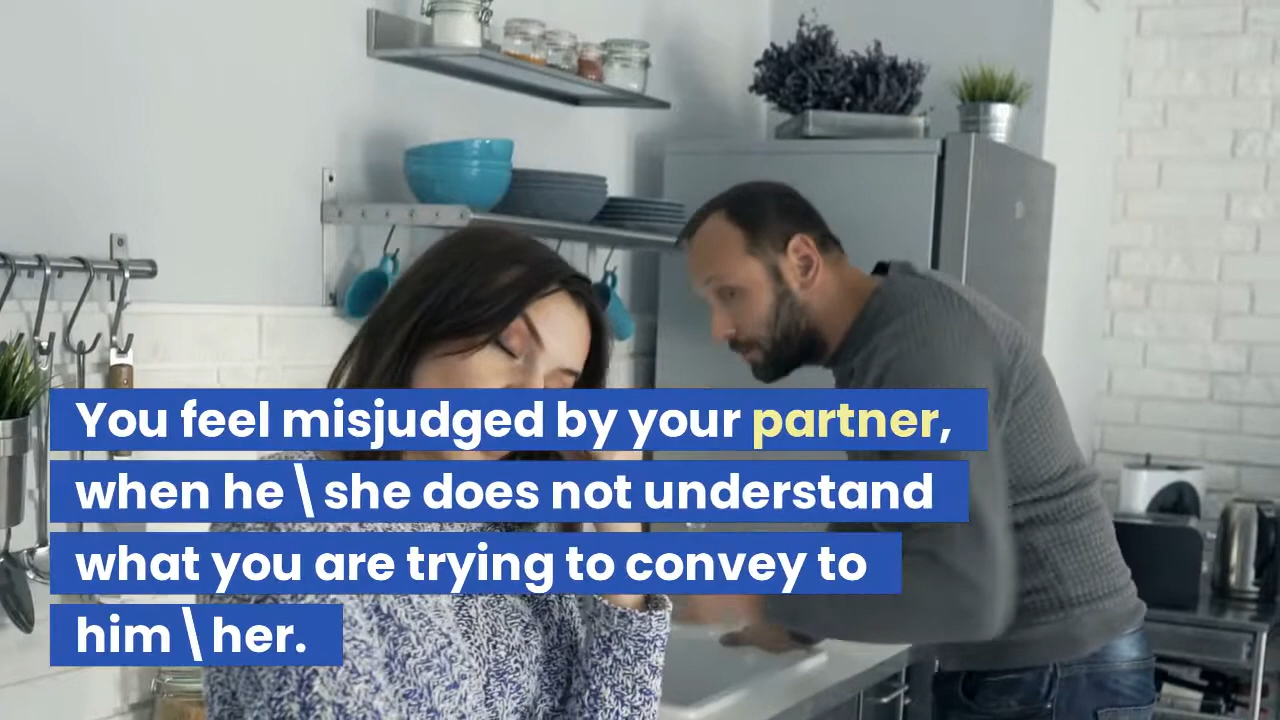 You feel misjudged by your partner,
when he \ she does not understand
what you are trying to convey to
him \ her.